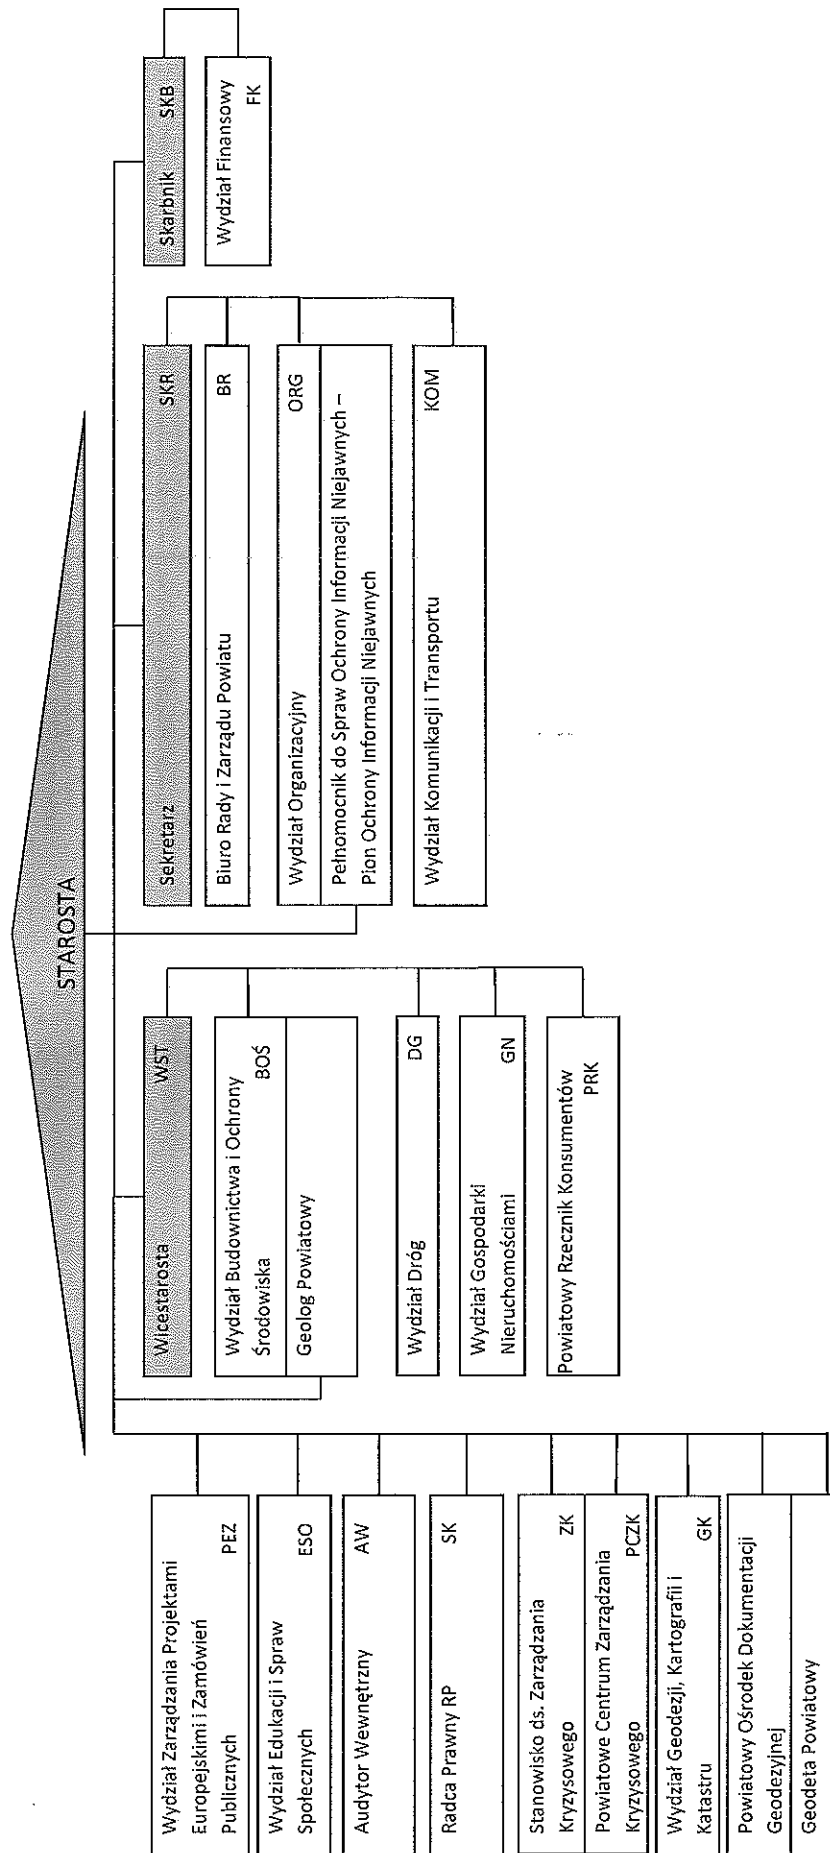 STAROSTA
Wydział Zarządzania Projektami
Europejskimi i Zamówień
Publicznych PEZ
Wydział Edukacji i Spraw
Społecznych ESO
Audytor Wewnętrzny AW
Radca Prawny RP SK
Stanowisko ds. Zarządzania
Kryzysowego ZK
Powiatowe Centrum Zarządzania
Kryzysowego PCZK
Wydział Geodezji, Kartografii i
Katastru GK
Powiatowy Ośrodek Dokumentacji
Geodezyjnej
Geodeta Powiatowy
Wicestarosta WST
Wydział Budownictwa i Ochrony
Środowiska BOŚ
Geolog Powiatowy
Wydział Dróg DG
Wydział Gospodarki
Nieruchomościami GN
Powiatowy Rzecznik Konsumentów
PRK
Sekretarz SKR
Biuro Rady i Zarządu Powiatu BR
Wydział Organizacyjny ORG
Pełnomocnik do Spraw Ochrony Informacji Niejawnych –
Pion Ochrony Informacji Niejawnych
Wydział Komunikacji i Transportu KOM
Skarbnik SKB
Wydział Finansowy
FK